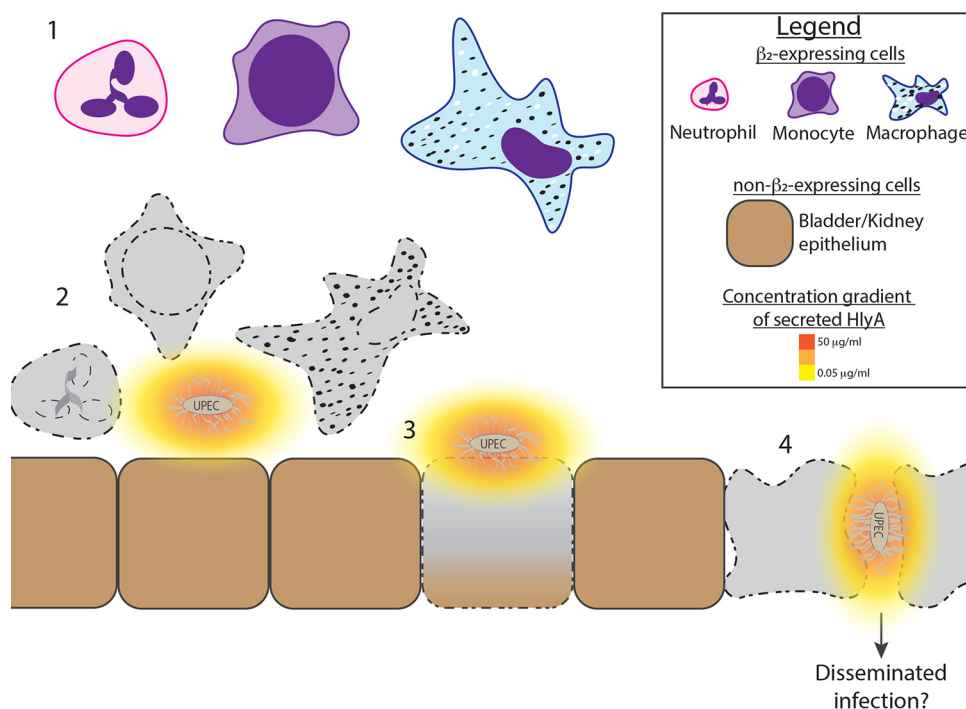 1
Legend
β₂-expressing cells
Neutrophil Monocyte Macrophage
non-β₂-expressing cells
Bladder/Kidney
epithelium
Concentration gradient
of secreted HlyA
50 µg/ml
0.05 µg/ml
2
UPEC
3
UPEC
4
UPEC
Disseminated
infection?